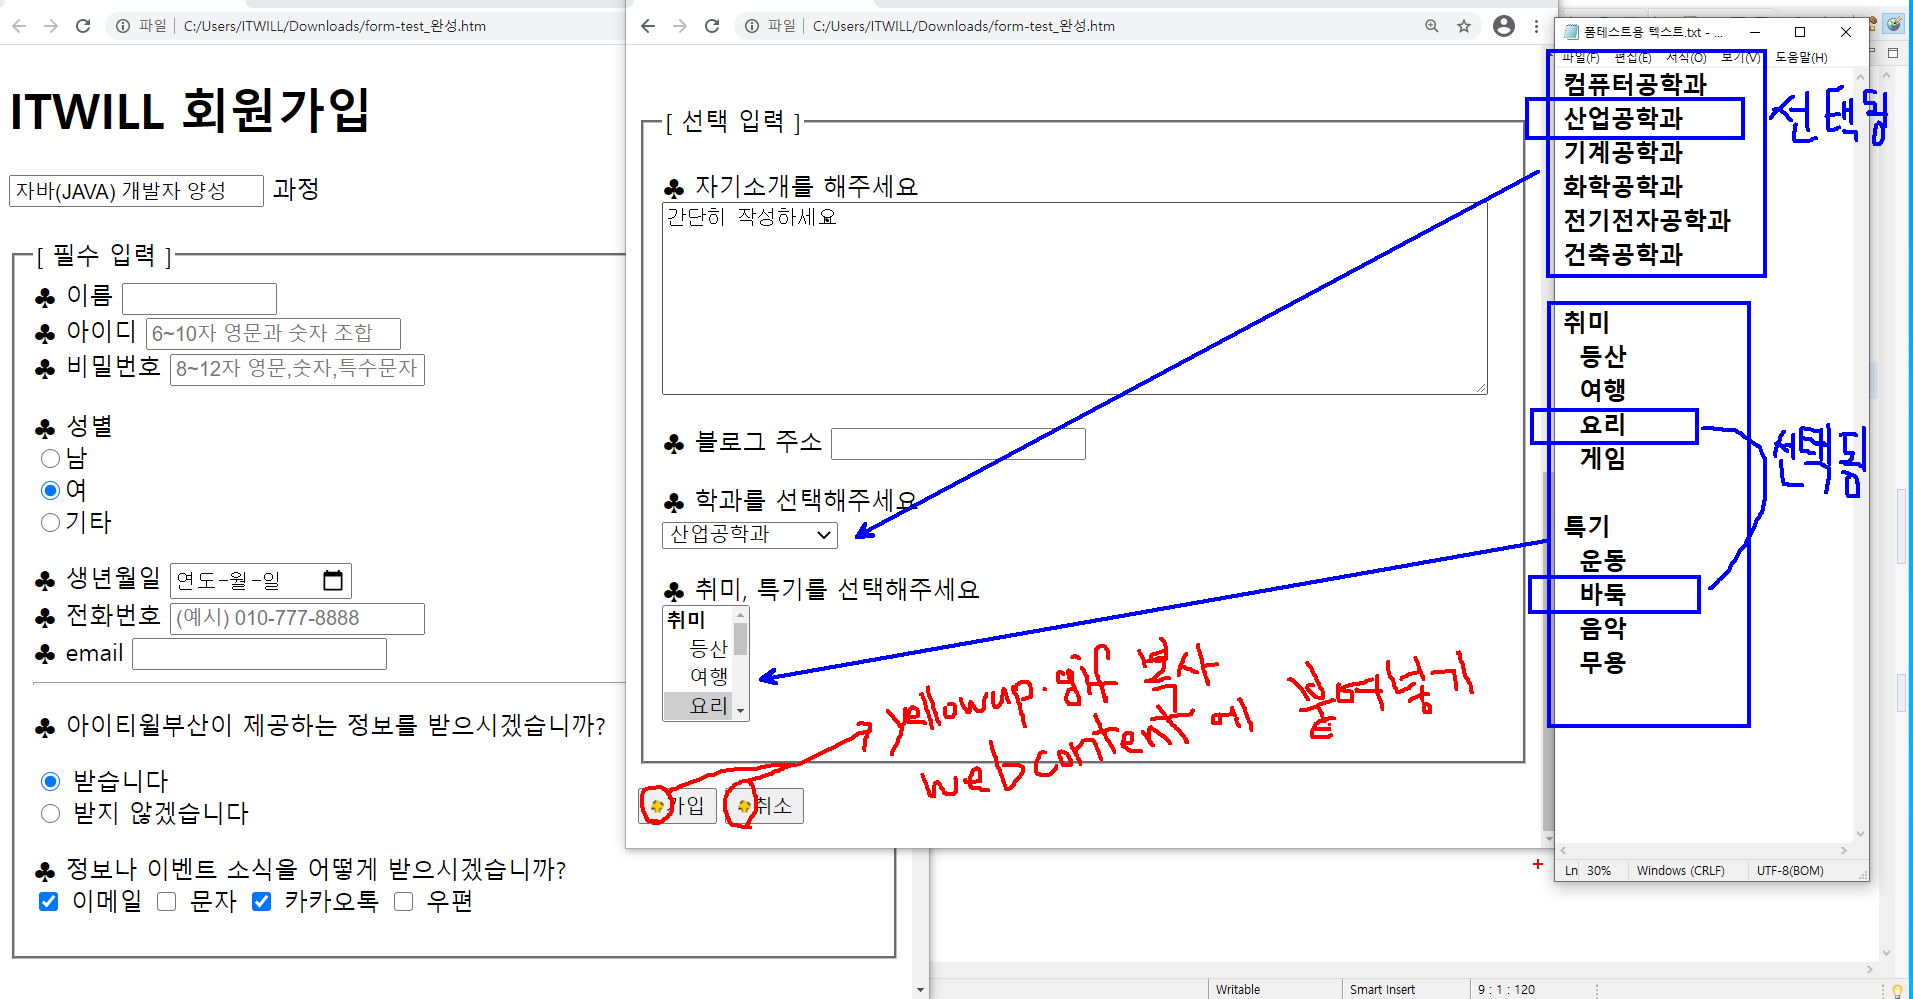 파일 C:/Users/ITWILL/Downloads/form-test_완성.htm
ITWILL 회원가입
자바(JAVA) 개발자 양성 과정
[ 필수 입력 ]
♣ 이름
♣ 아이디 6~10자 영문과 숫자 조합
♣ 비밀번호 8~12자 영문,숫자,특수문자
♣ 성별
남
여
기타
♣ 생년월일 연도-월-일
♣ 전화번호 (예시) 010-777-8888
♣ email
♣ 아이티윌부산이 제공하는 정보를 받으시겠습니까?
받습니다
받지 않겠습니다
♣ 정보나 이벤트 소식을 어떻게 받으시겠습니까?
이메일 문자 카카오톡 우편
파일 C:/Users/ITWILL/Downloads/form-test_완성.htm
[ 선택 입력 ]
♣ 자기소개를 해주세요
간단히 작성하세요
♣ 블로그 주소
♣ 학과를 선택해주세요
산업공학과
♣ 취미, 특기를 선택해주세요
취미
등산
여행
요리
yellowup.gif 복사
webcontent에 붙여넣기
가입 취소
폼테스트용 텍스트.txt - ...
파일(F) 편집(E) 서식(O) 보기(V) 도움말(H)
컴퓨터공학과
산업공학과 선택됨
기계공학과
화학공학과
전기전자공학과
건축공학과
취미
등산
여행
요리
게임
선택됨
특기
운동
바둑
음악
무용
Ln 30% Windows (CRLF) UTF-8(BOM)
Writable Smart Insert 9 : 1 : 120